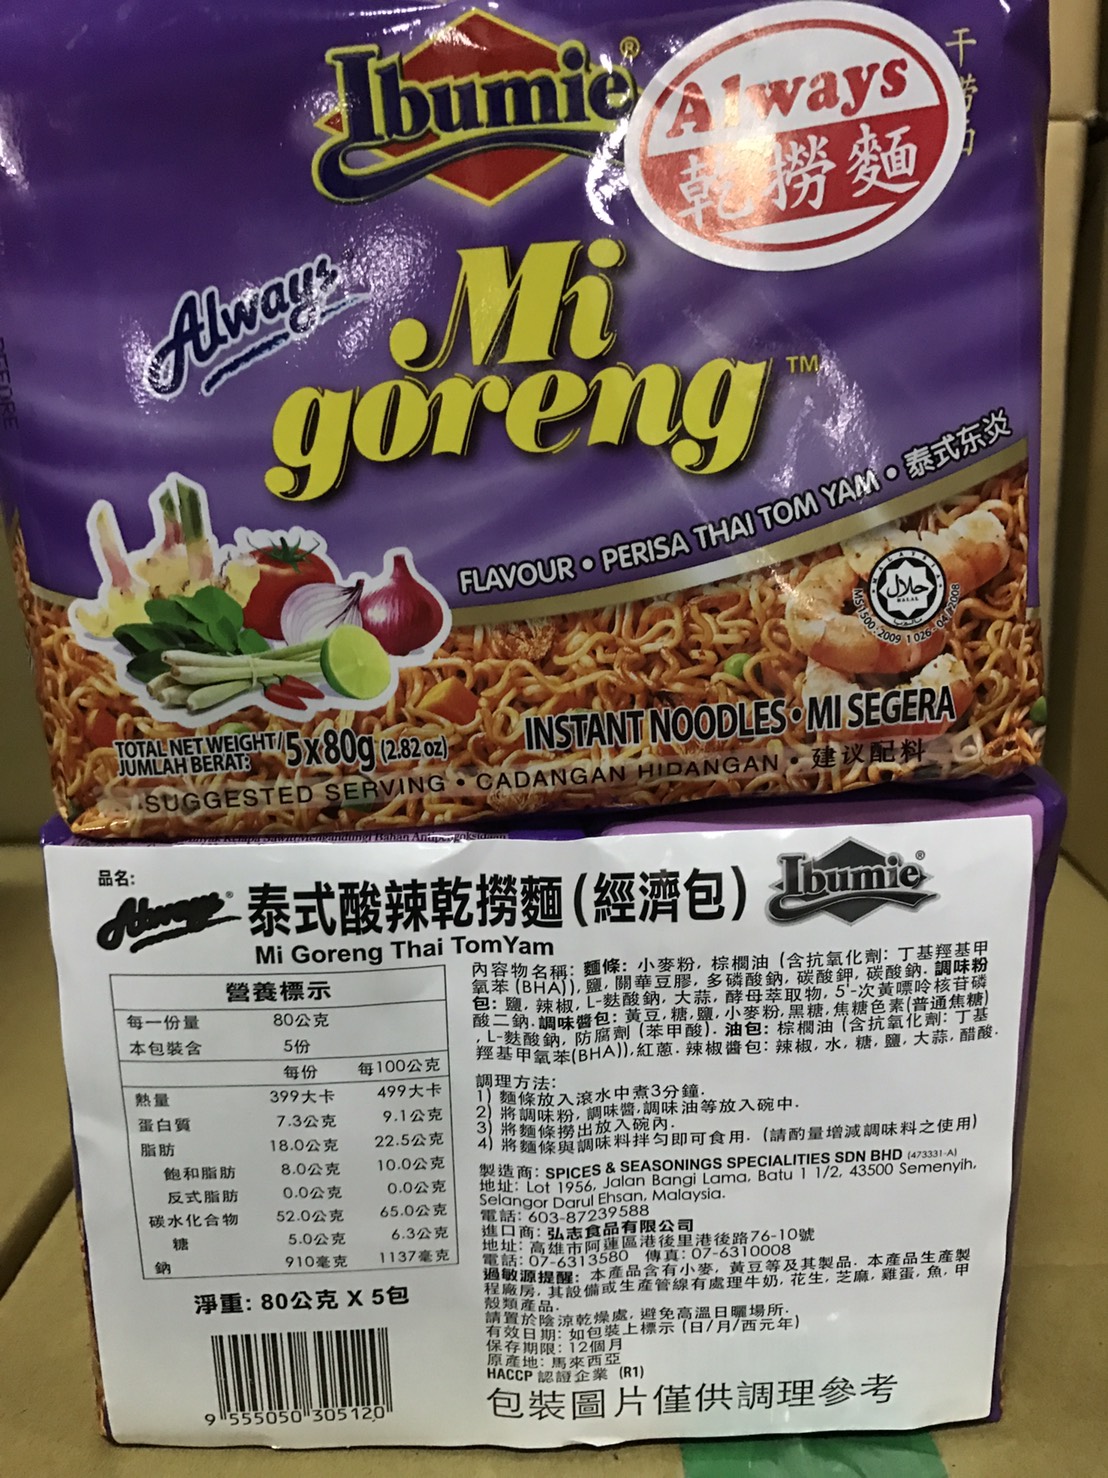 Ibumie®
Always
乾撈麵
干捞面
Always
Mi
goreng™
FLAVOUR • PERISA THAI TOM YAM • 泰式东炎
MS1500:2009 1 026-04/2008
HALAL
INSTANT NOODLES • MI SEGERA
TOTAL NET WEIGHT/
JUMLAH BERAT:
5x80g (2.82 oz)
SUGGESTED SERVING • CADANGAN HIDANGAN • 建议配料
品名:
Always® 泰式酸辣乾撈麵(經濟包)
Ibumie®
Mi Goreng Thai TomYam
營養標示
每一份量 80公克
本包裝含 5份
每份 每100公克
熱量 399大卡 499大卡
蛋白質 7.3公克 9.1公克
脂肪 18.0公克 22.5公克
飽和脂肪 8.0公克 10.0公克
反式脂肪 0.0公克 0.0公克
碳水化合物 52.0公克 65.0公克
糖 5.0公克 6.3公克
鈉 910毫克 1137毫克
淨重: 80公克 X 5包
9 555050 305120
內容物名稱: 麵條: 小麥粉, 棕櫚油 (含抗氧化劑: 丁基羥基甲
氧苯 (BHA)), 鹽, 關華豆膠, 多磷酸鈉, 碳酸鉀, 碳酸鈉. 調味粉
包: 鹽, 辣椒, L-麩酸鈉, 大蒜, 酵母萃取物, 5'-次黃嘌呤核苷磷
酸二鈉. 調味醬包: 黃豆, 糖, 鹽, 小麥粉, 黑糖, 焦糖色素(普通焦糖)
, L-麩酸鈉, 防腐劑 (苯甲酸). 油包: 棕櫚油 (含抗氧化劑: 丁基
羥基甲氧苯(BHA)), 紅蔥. 辣椒醬包: 辣椒, 水, 糖, 鹽, 大蒜, 醋酸.
調理方法:
1) 麵條放入滾水中煮3分鐘.
2) 將調味粉, 調味醬,調味油等放入碗中.
3) 將麵條撈出放入碗內.
4) 將麵條與調味料拌勻即可食用. (請酌量增減調味料之使用)
製造商: SPICES & SEASONINGS SPECIALITIES SDN BHD (473331-A)
地址: Lot 1956, Jalan Bangi Lama, Batu 1 1/2, 43500 Semenyih,
Selangor Darul Ehsan, Malaysia.
電話: 603-87239588
進口商: 弘志食品有限公司
地址: 高雄市阿蓮區港後里港後路76-10號
電話: 07-6313580 傳真: 07-6310008
過敏源提醒: 本產品含有小麥, 黃豆等及其製品. 本產品生產製
程廠房, 其設備或生產管線有處理牛奶, 花生, 芝麻, 雞蛋, 魚, 甲
殼類產品.
請置於陰涼乾燥處, 避免高溫日曬場所.
有效日期: 如包裝上標示 (日/月/西元年)
保存期限: 12個月
原產地: 馬來西亞
HACCP 認證企業 (R1)
包裝圖片僅供調理參考